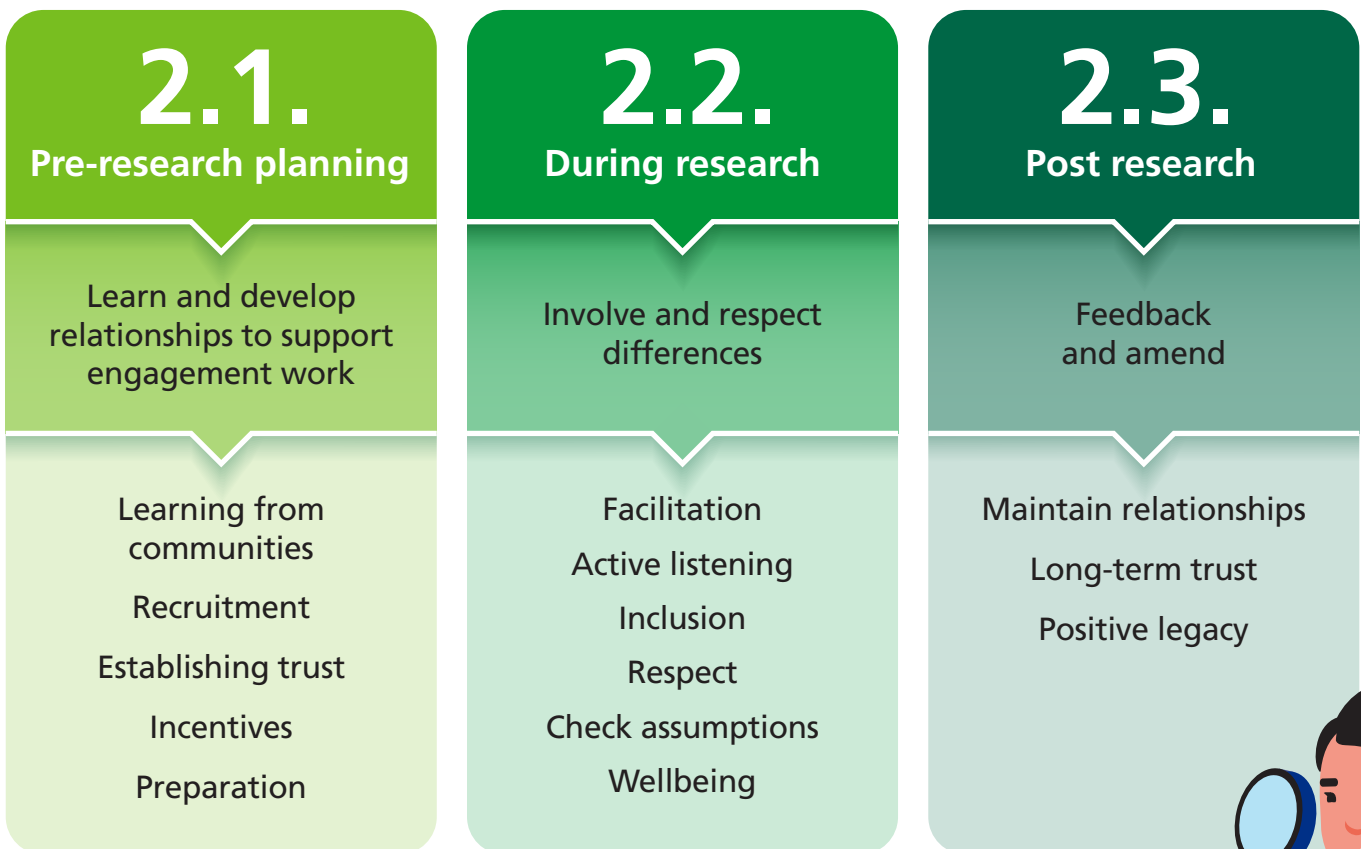 2.1.
Pre-research planning
Learn and develop
relationships to support
engagement work
Learning from
communities
Recruitment
Establishing trust
Incentives
Preparation
2.2.
During research
Involve and respect
differences
Facilitation
Active listening
Inclusion
Respect
Check assumptions
Wellbeing
2.3.
Post research
Feedback
and amend
Maintain relationships
Long-term trust
Positive legacy